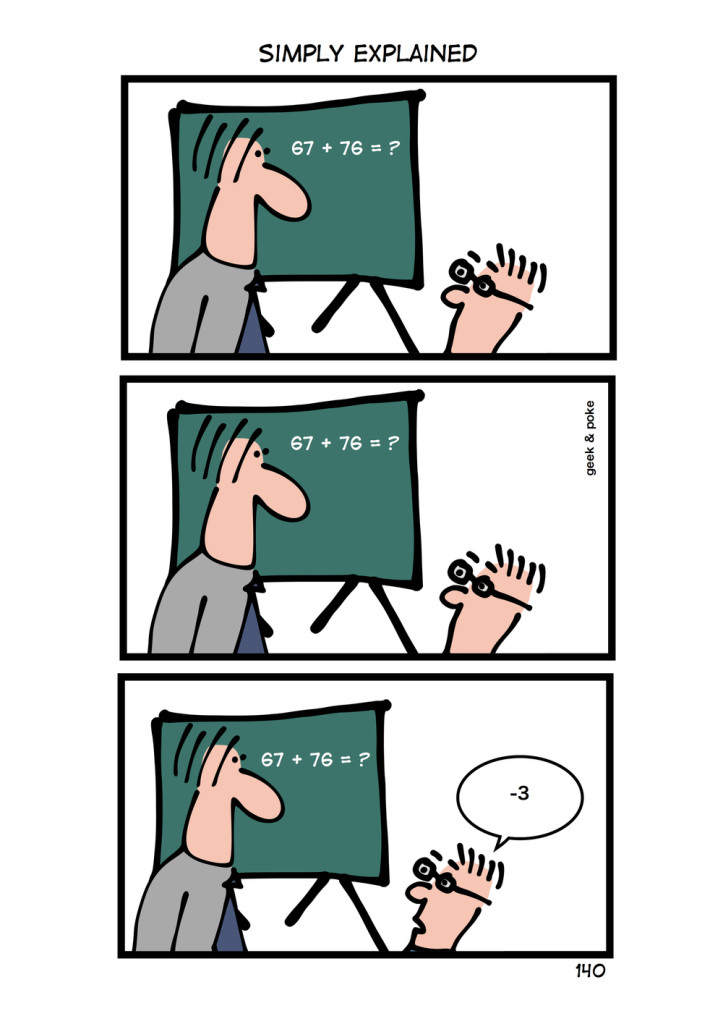 SIMPLY EXPLAINED
67 + 76 = ?
67 + 76 = ?
geek & poke
67 + 76 = ?
-3
140